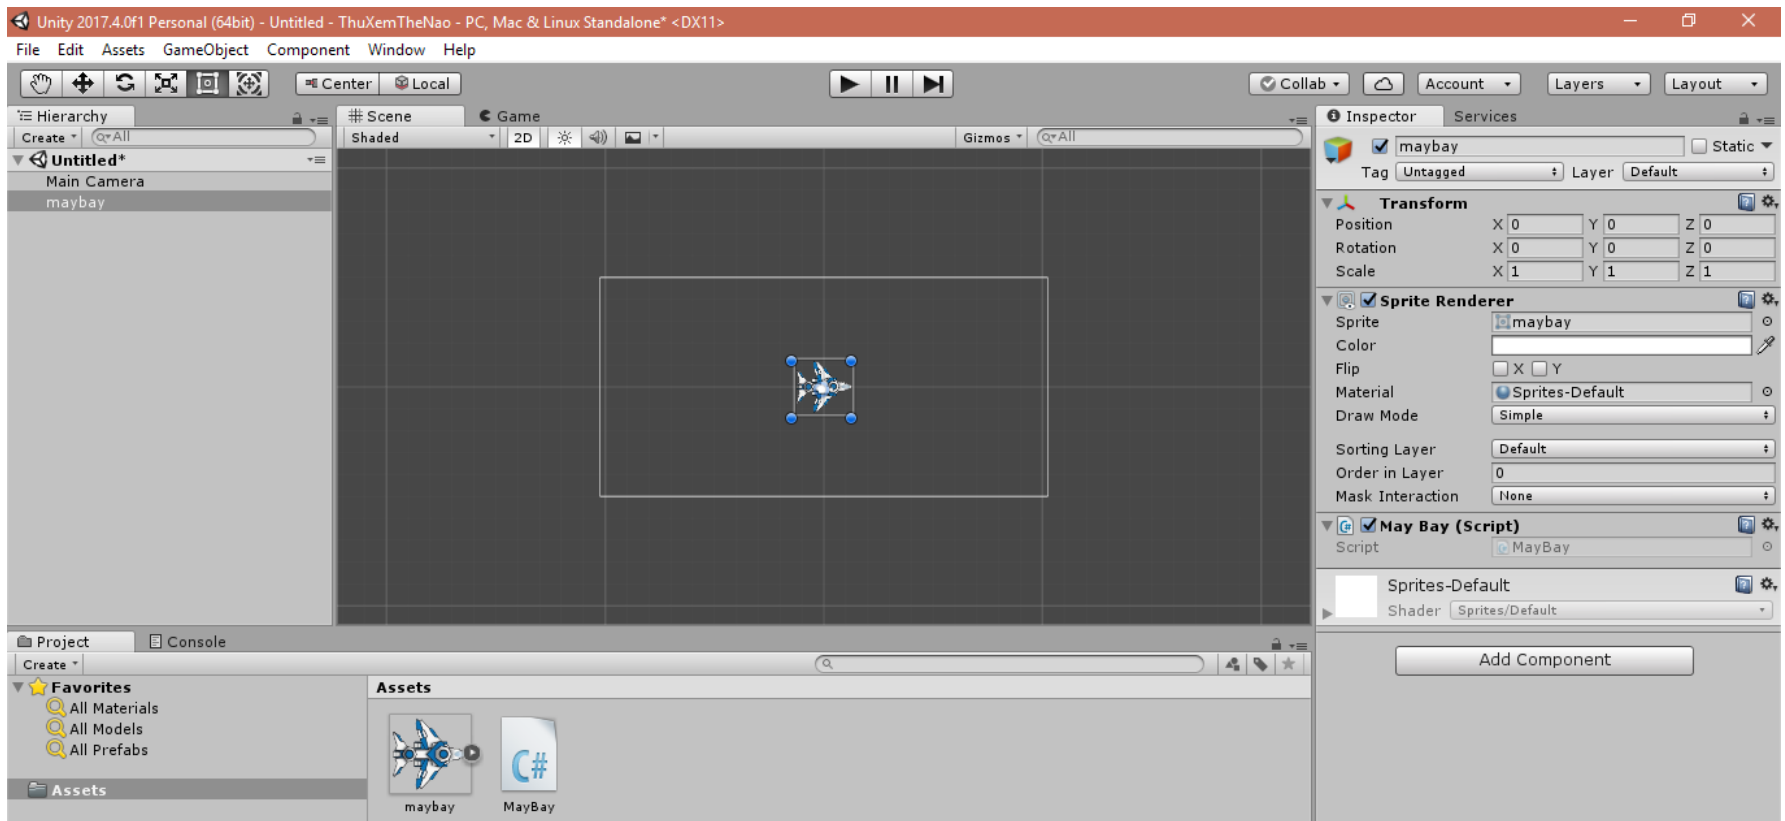 Unity 2017.4.0f1 Personal (64bit) - Untitled - ThuXemTheNao - PC, Mac & Linux Standalone* <DX11>
File Edit Assets GameObject Component Window Help
Center Local Collab Account Layers Layout
Hierarchy
Create All
Untitled*
Main Camera
maybay
Scene Game
Shaded 2D Gizmos All
Inspector Services
maybay Static
Tag Untagged Layer Default
Transform
Position X 0 Y 0 Z 0
Rotation X 0 Y 0 Z 0
Scale X 1 Y 1 Z 1
Sprite Renderer
Sprite maybay
Color
Flip X Y
Material Sprites-Default
Draw Mode Simple
Sorting Layer Default
Order in Layer 0
Mask Interaction None
C# May Bay (Script)
Script MayBay
Sprites-Default
Shader Sprites/Default
Add Component
Project Console
Create
Favorites
All Materials
All Models
All Prefabs
Assets
Assets
C#
maybay MayBay